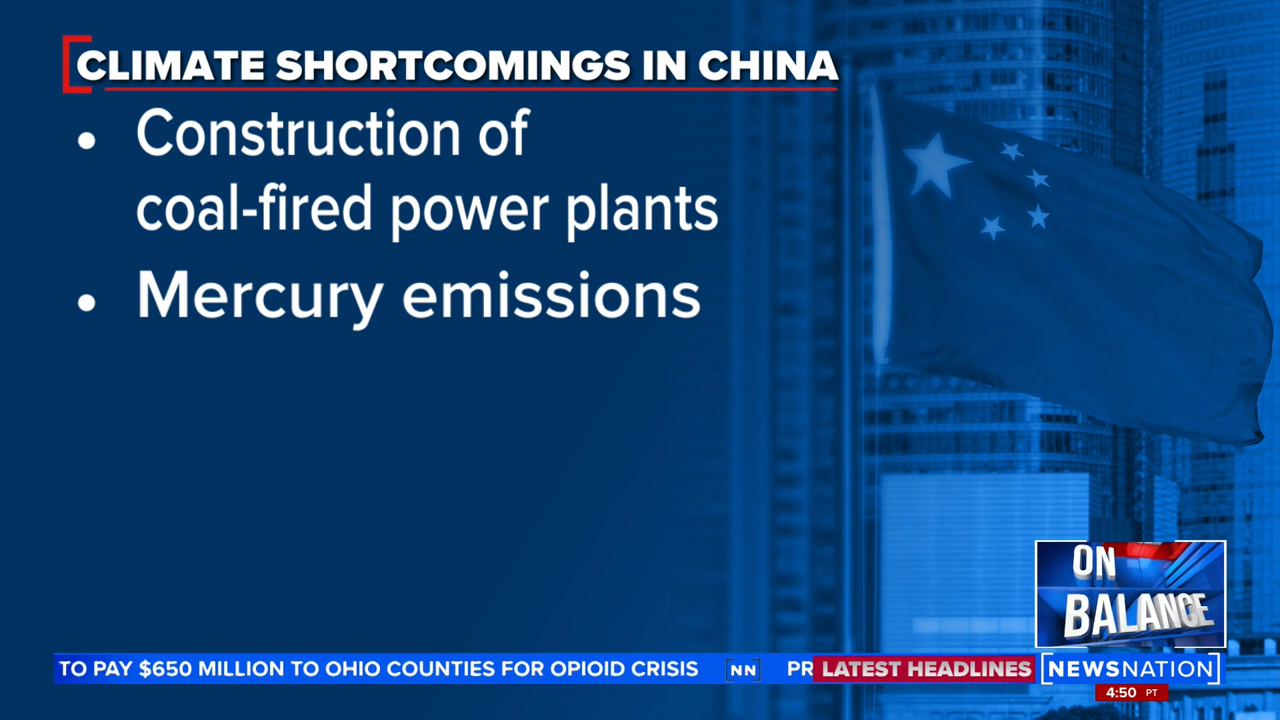 CLIMATE SHORTCOMINGS IN CHINA
• Construction of
coal-fired power plants
• Mercury emissions
ON
BALANCE
TO PAY $650 MILLION TO OHIO COUNTIES FOR OPIOID CRISIS NN PR LATEST HEADLINES NEWSNATION
4:50 PT